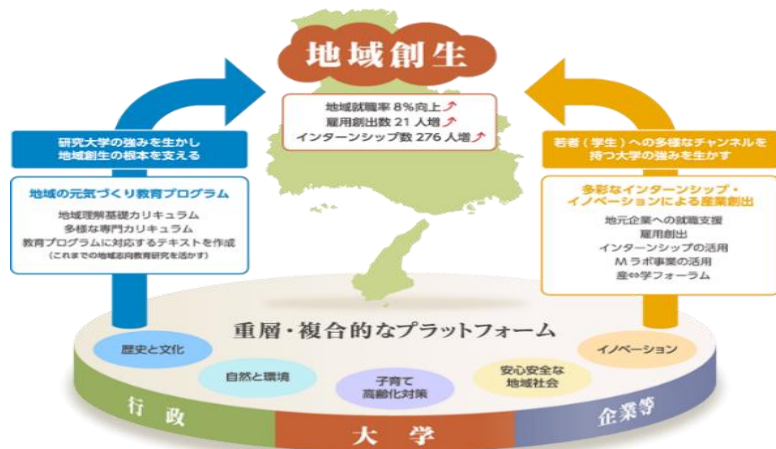 地域創生
地域就職率 8%向上
雇用創出数 21 人増
インターンシップ数 276 人増
研究大学の強みを生かし
地域創生の根本を支える
地域の元気づくり教育プログラム
地域理解基礎カリキュラム
多様な専門カリキュラム
教育プログラムに対応するテキストを作成
(これまでの地域志向教育研究を活かす)
若者(学生)への多様なチャンネルを
持つ大学の強みを生かす
多彩なインターンシップ・
イノベーションによる産業創出
地元企業への就職支援
雇用創出
インターンシップの活用
Mラボ事業の活用
産⇔学フォーラム
重層・複合的なプラットフォーム
歴史と文化
自然と環境
子育て
高齢化対策
安心安全な
地域社会
イノベーション
行政
大学
企業等